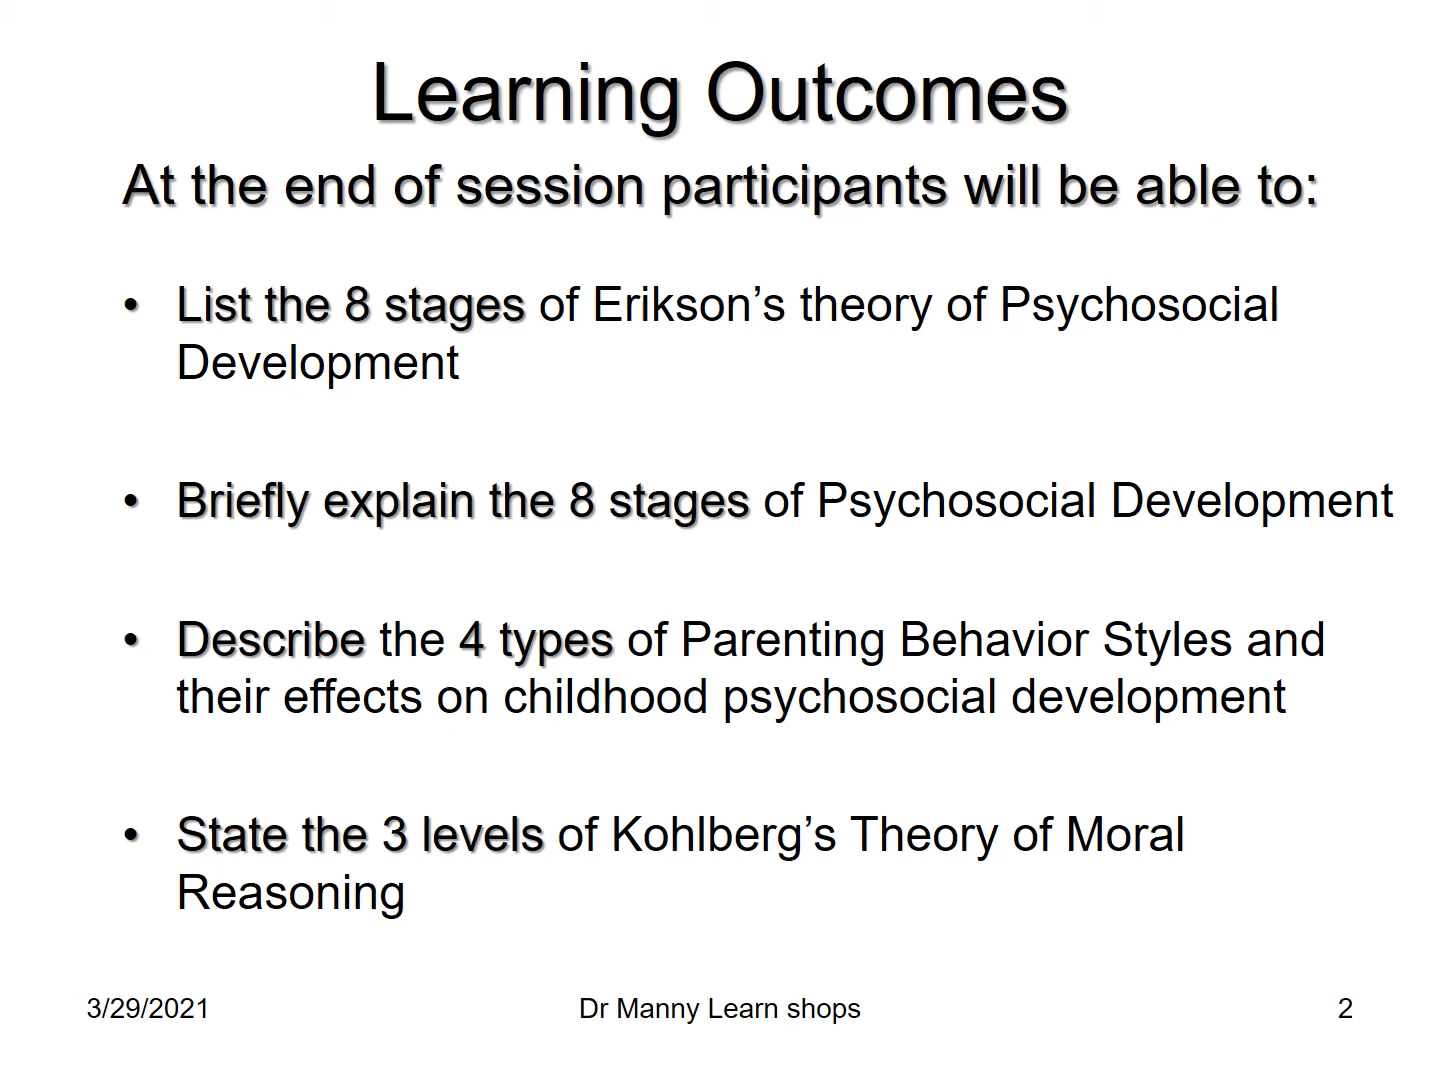 Learning Outcomes
At the end of session participants will be able to:
• List the 8 stages of Erikson’s theory of Psychosocial
Development
• Briefly explain the 8 stages of Psychosocial Development
• Describe the 4 types of Parenting Behavior Styles and
their effects on childhood psychosocial development
• State the 3 levels of Kohlberg’s Theory of Moral
Reasoning
3/29/2021
Dr Manny Learn shops
2